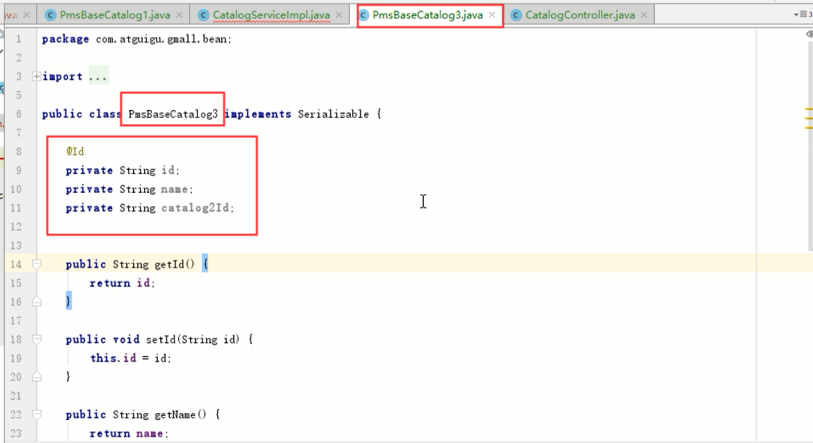 ava PmsBaseCatalog1.java CatalogServiceImpl.java PmsBaseCatalog3.java CatalogController.java
1 package com.atguigu.gmall.bean;
2
3 import ...
5
6 public class PmsBaseCatalog3 implements Serializable {
7
8 @Id
9 private String id;
10 private String name;
11 private String catalog2Id;
12
13
14 public String getId() {
15 return id;
16 }
17
18 public void setId(String id) {
19 this.id = id;
20 }
21
22 public String getName() {
23 return name;